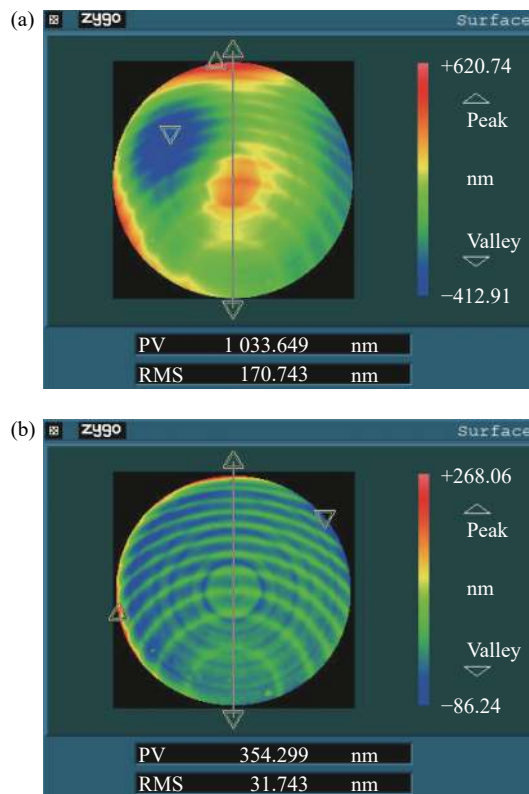 (a) zygo Surface
+620.74
Peak
nm
Valley
−412.91
PV 1 033.649 nm
RMS 170.743 nm
(b) zygo Surface
+268.06
Peak
nm
Valley
−86.24
PV 354.299 nm
RMS 31.743 nm